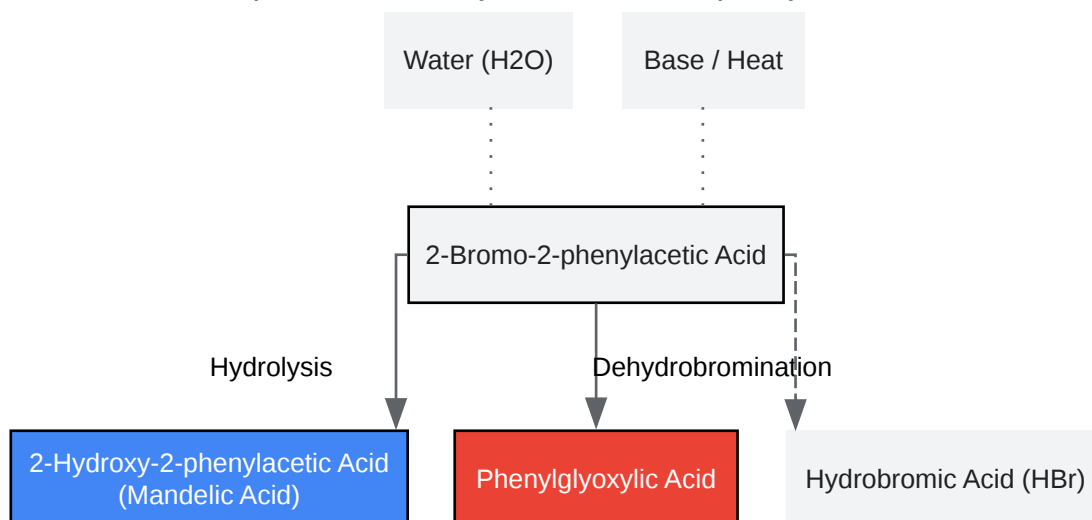 Water (H2O)
Base / Heat
2-Bromo-2-phenylacetic Acid
Hydrolysis
Dehydrobromination
2-Hydroxy-2-phenylacetic Acid
(Mandelic Acid)
Phenylglyoxylic Acid
Hydrobromic Acid (HBr)